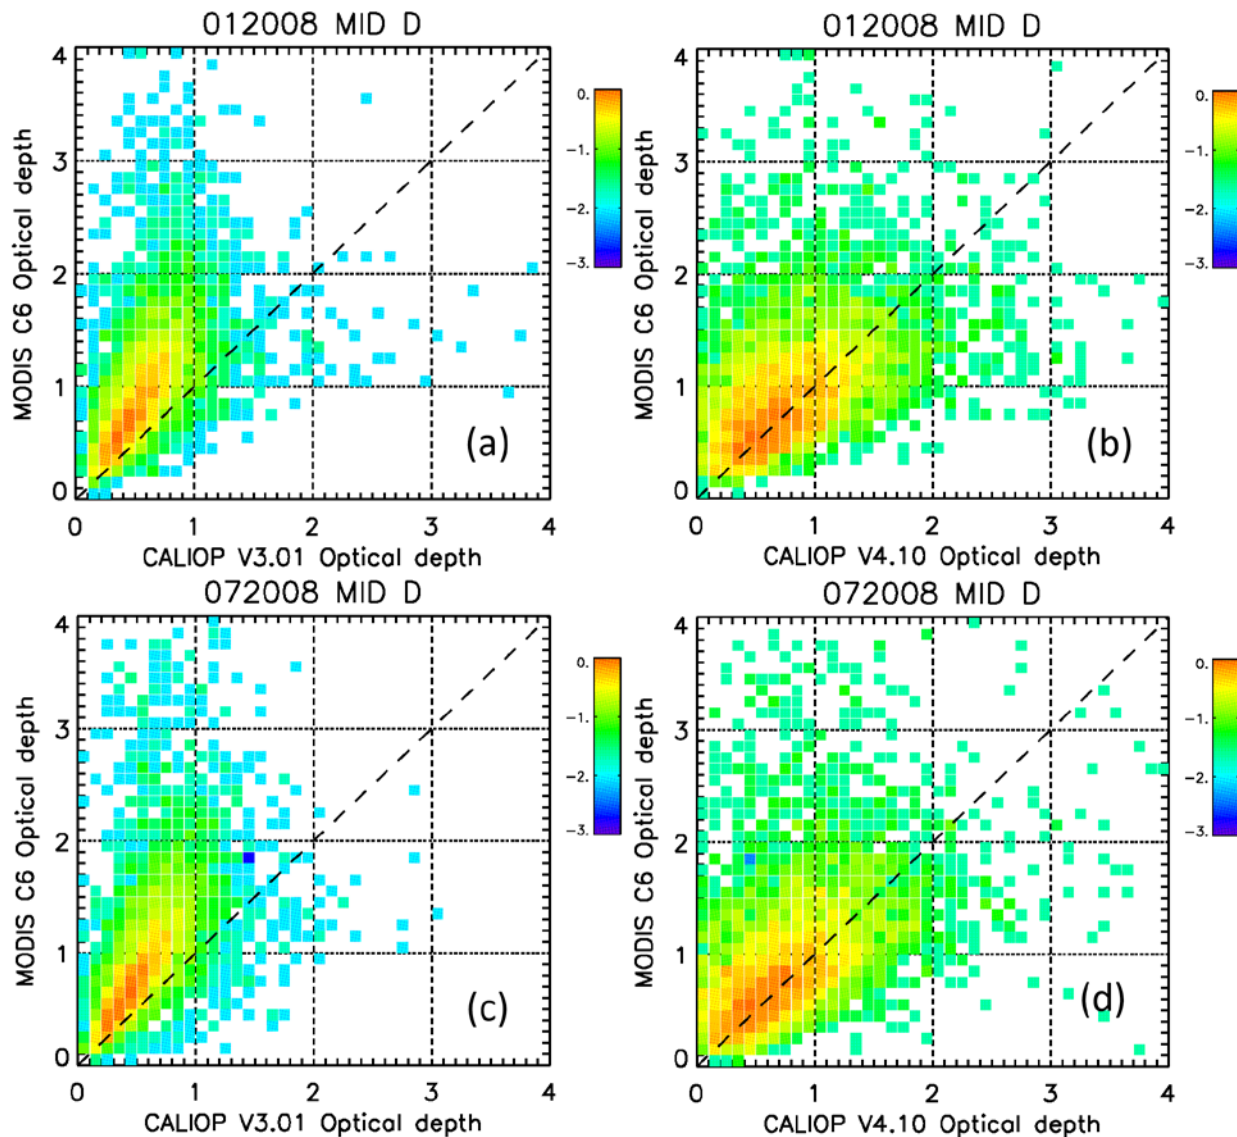 012008 MID D
012008 MID D
4
3
2
1
0
MODIS C6 Optical depth
0.
-1.
-2.
-3.
(a)
0 1 2 3 4
CALIOP V3.01 Optical depth
4
3
2
1
0
MODIS C6 Optical depth
0.
-1.
-2.
-3.
(b)
0 1 2 3 4
CALIOP V4.10 Optical depth
072008 MID D
072008 MID D
4
3
2
1
0
MODIS C6 Optical depth
0.
-1.
-2.
-3.
(c)
0 1 2 3 4
CALIOP V3.01 Optical depth
4
3
2
1
0
MODIS C6 Optical depth
0.
-1.
-2.
-3.
(d)
0 1 2 3 4
CALIOP V4.10 Optical depth